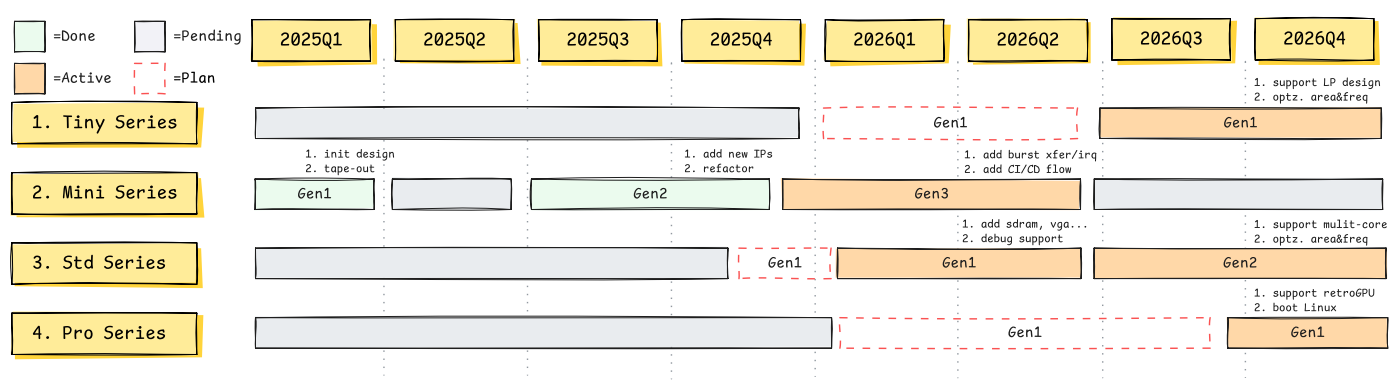 =Done
=Pending
2025Q1
2025Q2
2025Q3
2025Q4
2026Q1
2026Q2
2026Q3
2026Q4
=Active
=Plan
1. support LP design
2. optz. area&freq
1. Tiny Series
Gen1
Gen1
1. init design
2. tape-out
1. add new IPs
2. refactor
1. add burst xfer/irq
2. add CI/CD flow
2. Mini Series
Gen1
Gen2
Gen3
1. add sdram, vga...
2. debug support
1. support mulit-core
2. optz. area&freq
3. Std Series
Gen1
Gen1
Gen2
1. support retroGPU
2. boot Linux
4. Pro Series
Gen1
Gen1